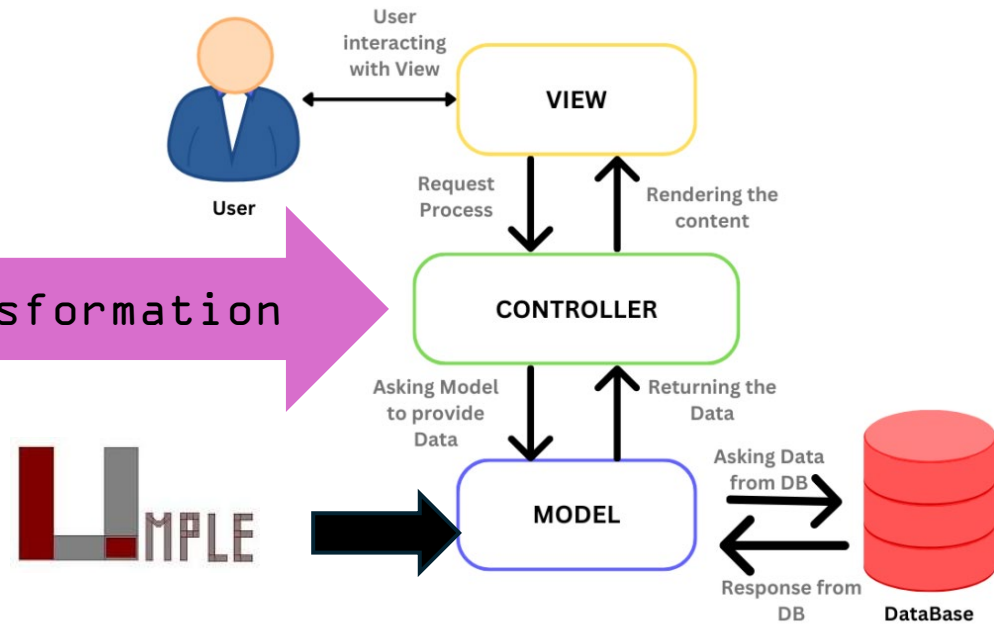 User
interacting
with View
VIEW
User
Request
Process
Rendering the
content
sformation
CONTROLLER
Asking Model
to provide
Data
Returning the
Data
UMPLE
MODEL
Asking Data
from DB
Response from
DB
DataBase